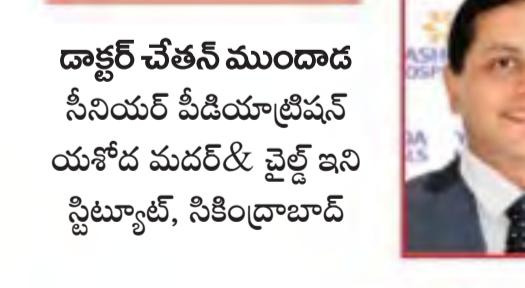 డాక్టర్ చేతన్ ముందాడ
సీనియర్ పీడియాట్రిషన్
యశోద మదర్& చైల్డ్ ఇని
స్టిట్యూట్, సికింద్రాబాద్